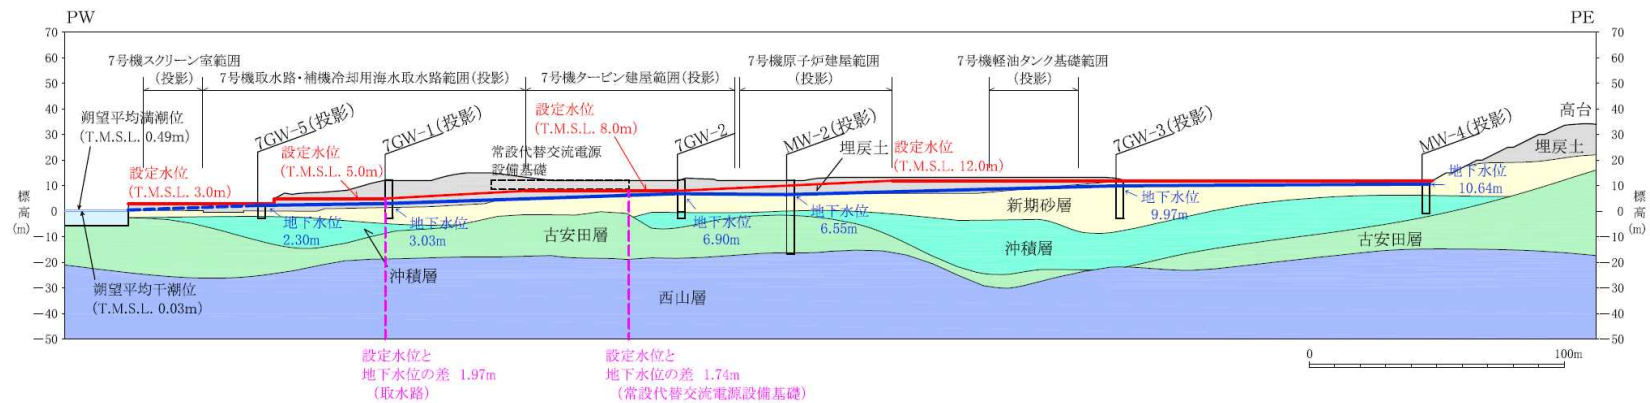 PW
PE
7号機スクリーン室範囲
(投影)
7号機取水路・補機冷却用海水取水路範囲(投影)
7号機タービン建屋範囲(投影)
7号機原子炉建屋範囲
(投影)
7号機軽油タンク基礎範囲
(投影)
朔望平均満潮位
(T.M.S.L. 0.49m)
7GW-5(投影)
7GW-1(投影)
7GW-2
MW-2(投影)
7GW-3(投影)
MW-4(投影)
高台
埋戻土
設定水位
(T.M.S.L. 3.0m)
設定水位
(T.M.S.L. 5.0m)
常設代替交流電源
設備基礎
設定水位
(T.M.S.L. 8.0m)
埋戻土
設定水位
(T.M.S.L. 12.0m)
地下水位
2.30m
地下水位
3.03m
地下水位
6.90m
地下水位
6.55m
地下水位
9.97m
地下水位
10.64m
新期砂層
沖積層
沖積層
古安田層
古安田層
西山層
朔望平均干潮位
(T.M.S.L. 0.03m)
標高(m)
70
60
50
40
30
20
10
0
-10
-20
-30
-40
-50
標高(m)
70
60
50
40
30
20
10
0
-10
-20
-30
-40
-50
設定水位と
地下水位の差 1.97m
(取水路)
設定水位と
地下水位の差 1.74m
(常設代替交流電源設備基礎)
0 100m